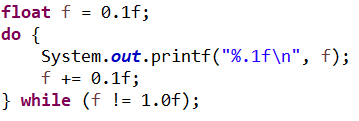 float f = 0.1f;
do {
    System.out.printf("%.1f\n", f);
    f += 0.1f;
} while (f != 1.0f);